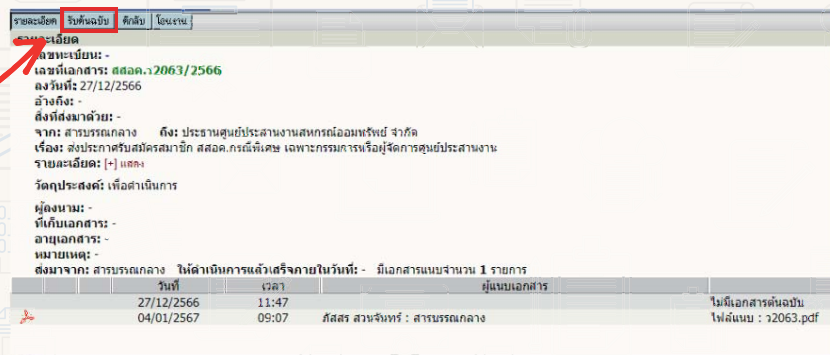 รายละเอียด รับต้นฉบับ ตีกลับ โอนงาน
รายละเอียด
เลขทะเบียน: -
เลขที่เอกสาร: สสอค.ว2063/2566
ลงวันที่: 27/12/2566
อ้างถึง: -
สิ่งที่ส่งมาด้วย: -
จาก: สารบรรณกลาง ถึง: ประธานศูนย์ประสานงานสหกรณ์ออมทรัพย์ จำกัด
เรื่อง: ส่งประกาศรับสมัครสมาชิก สสอค.กรณีพิเศษ เฉพาะกรรมการหรือผู้จัดการศูนย์ประสานงาน
รายละเอียด: [+] แสดง
วัตถุประสงค์: เพื่อดำเนินการ
ผู้ลงนาม: -
ที่เก็บเอกสาร: -
อายุเอกสาร: -
หมายเหตุ: -
ส่งมาจาก: สารบรรณกลาง ให้ดำเนินการแล้วเสร็จภายในวันที่: - มีเอกสารแนบจำนวน 1 รายการ
วันที่ เวลา ผู้แนบเอกสาร
27/12/2566 11:47 ไม่มีเอกสารต้นฉบับ
04/01/2567 09:07 ภัสสร สวนจันทร์ : สารบรรณกลาง ไฟล์แนบ : ว2063.pdf